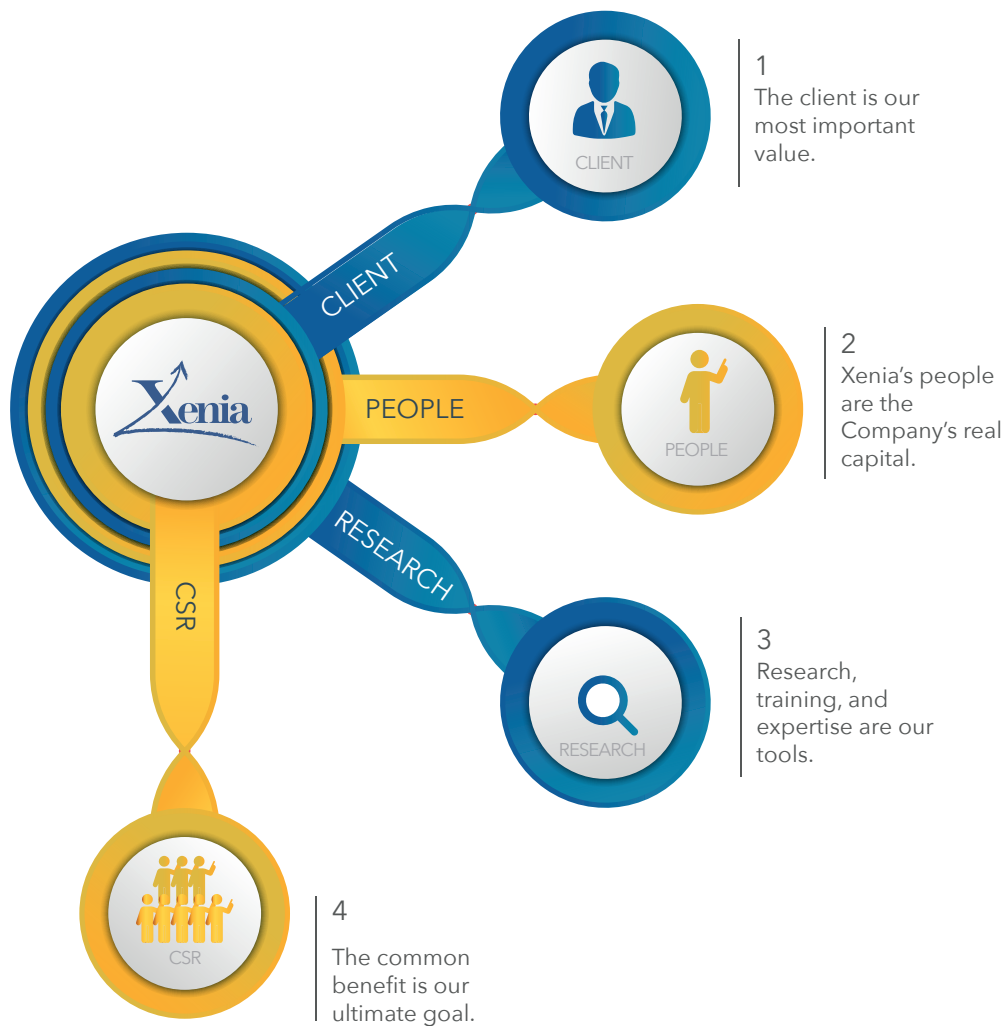 1
The client is our
most important
value.
CLIENT
CLIENT
2
Xenia's people
are the
Company's real
capital.
PEOPLE
PEOPLE
Xenia
RESEARCH
3
Research,
training, and
expertise are our
tools.
RESEARCH
CSR
4
The common
benefit is our
ultimate goal.
CSR